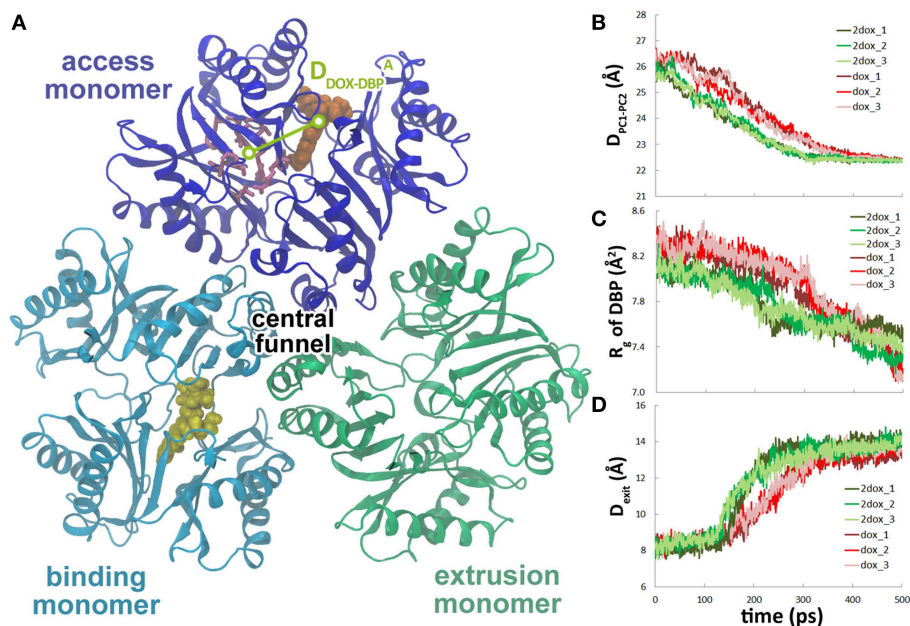 A
access
monomer
D
DOX-DBP
A
central
funnel
binding
monomer
extrusion
monomer
B
D PC1-PC2 (Å)
27
26
25
24
23
22
21
2dox_1
2dox_2
2dox_3
dox_1
dox_2
dox_3
C
Rg of DBP (Å²)
8.6
8.2
7.8
7.4
7.0
2dox_1
2dox_2
2dox_3
dox_1
dox_2
dox_3
D
D exit (Å)
16
14
12
10
8
6
2dox_1
2dox_2
2dox_3
dox_1
dox_2
dox_3
0 100 200 300 400 500
time (ps)